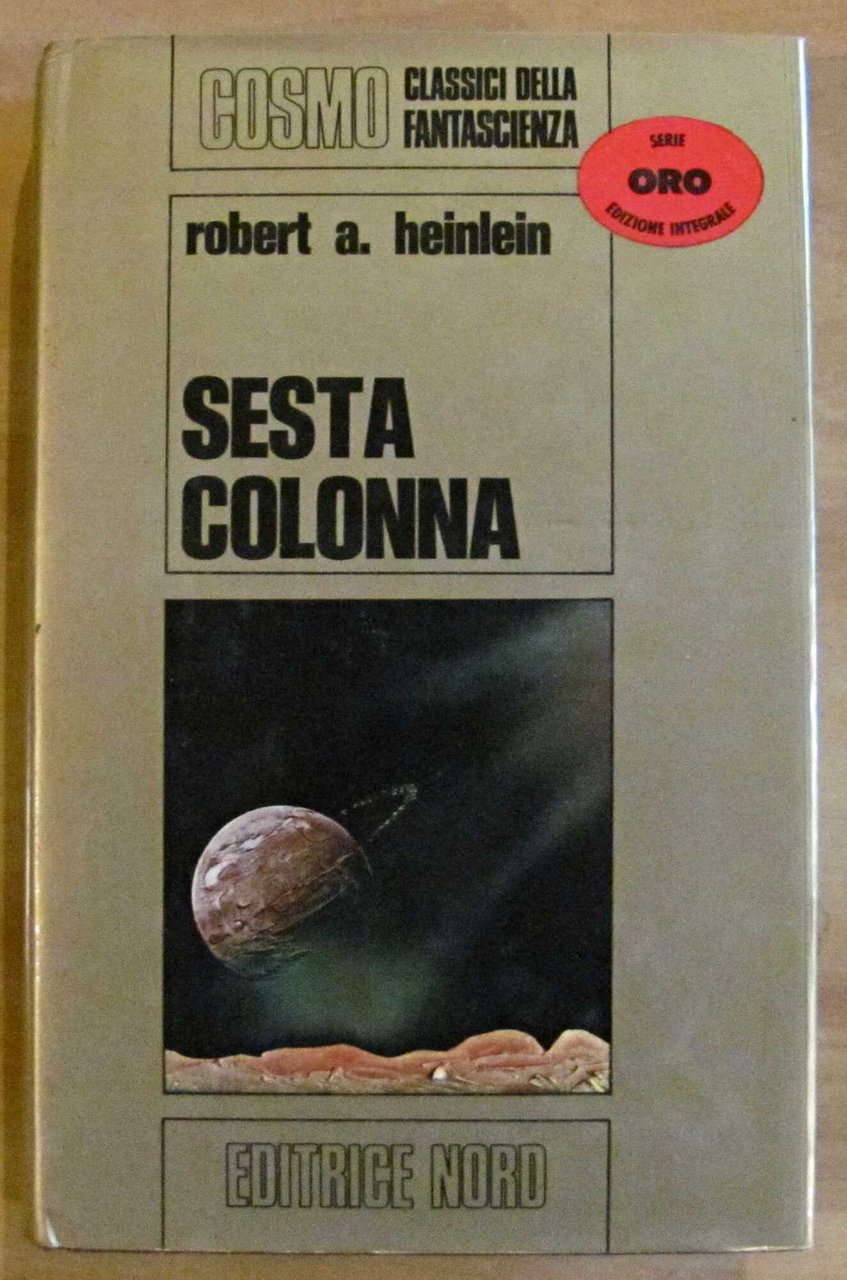 COSMO
CLASSICI DELLA
FANTASCIENZA
SERIE
ORO
EDIZIONE INTEGRALE
robert a. heinlein
SESTA
COLONNA
EDITRICE NORD